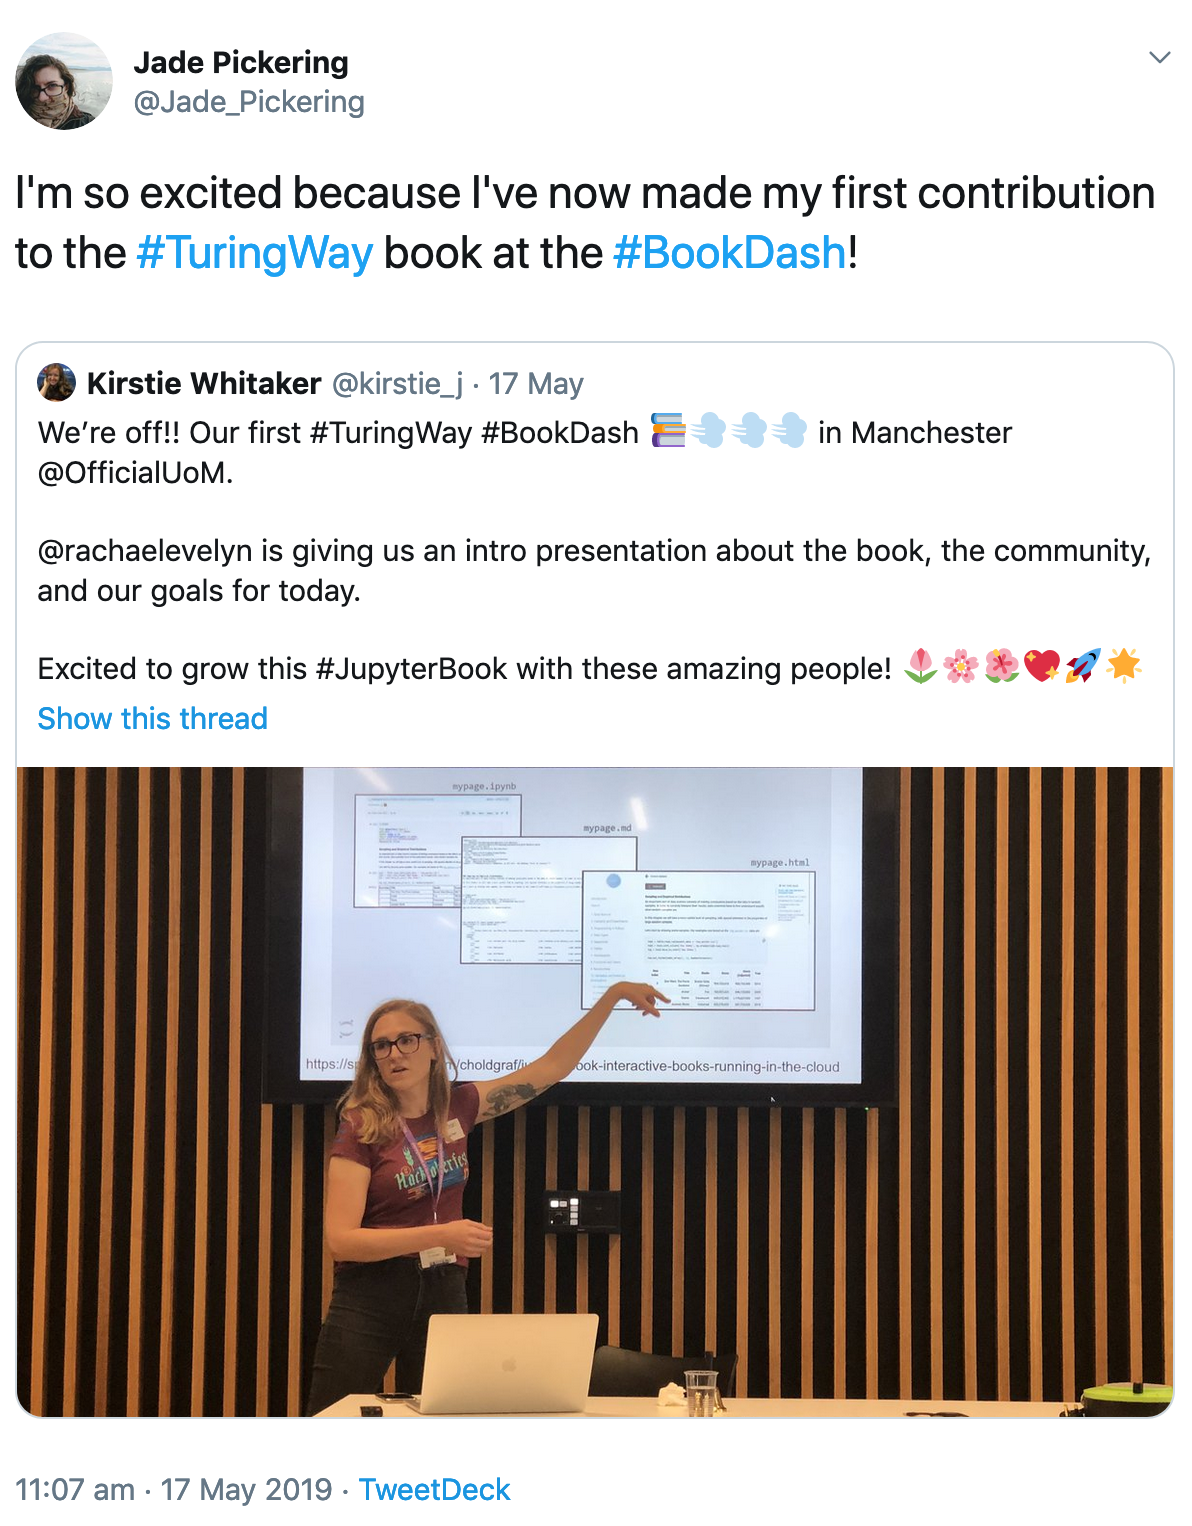 Jade Pickering
@Jade_Pickering
I'm so excited because I've now made my first contribution
to the #TuringWay book at the #BookDash!
Kirstie Whitaker @kirstie_j · 17 May
We’re off!! Our first #TuringWay #BookDash 📚💨💨💨 in Manchester
@OfficialUoM.
@rachaelevelyn is giving us an intro presentation about the book, the community,
and our goals for today.
Excited to grow this #JupyterBook with these amazing people! 🌷🌸🌺💖🚀🌟
Show this thread
mypage.ipynb
mypage.md
mypage.html
/choldgraf/
-interactive-books-running-in-the-cloud
11:07 am · 17 May 2019 · TweetDeck